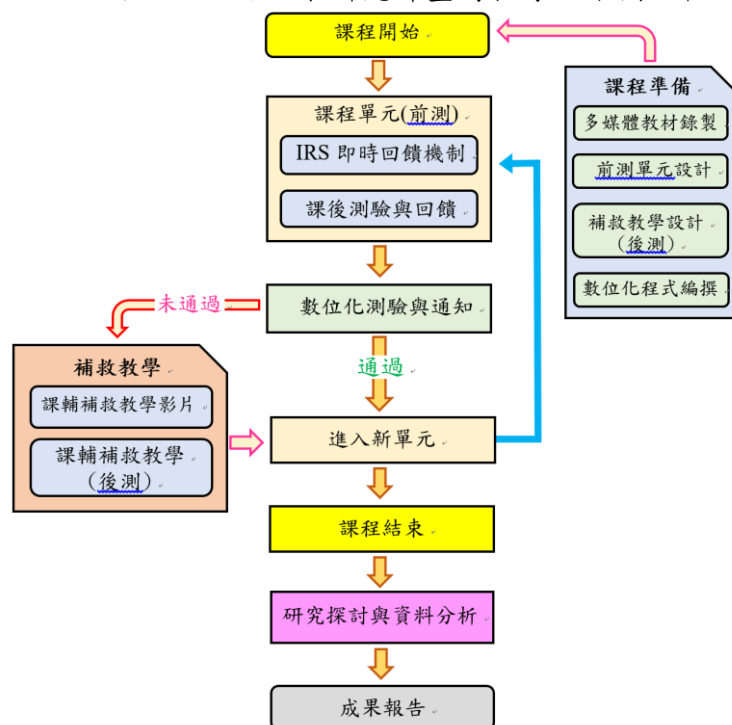 課程開始
課程準備
多媒體教材錄製
前測單元設計
補救教學設計
(後測)
數位化程式編撰
課程單元(前測)
IRS 即時回饋機制
課後測驗與回饋
未通過
數位化測驗與通知
通過
補救教學
課輔補救教學影片
課輔補救教學
（後測）
進入新單元
課程結束
研究探討與資料分析
成果報告